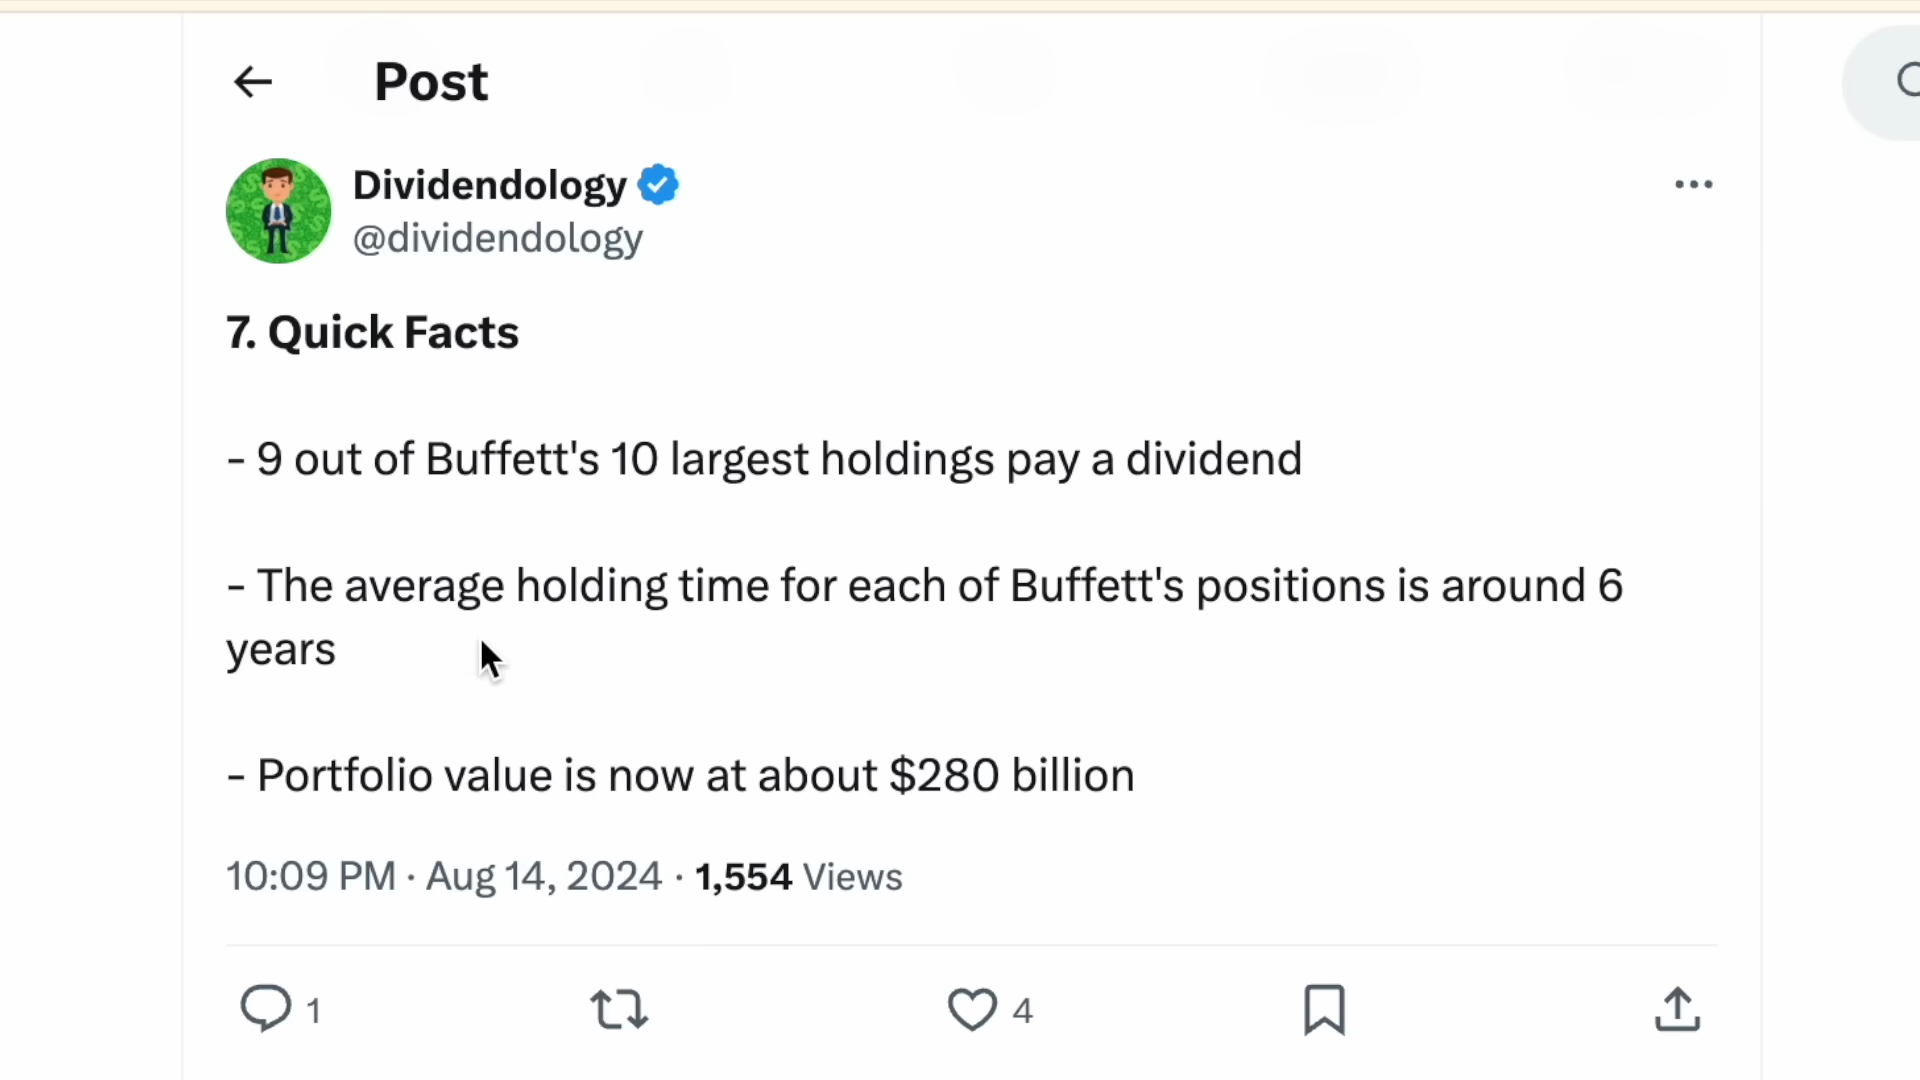 Post
Dividendology
@dividendology
7. Quick Facts
- 9 out of Buffett's 10 largest holdings pay a dividend
- The average holding time for each of Buffett's positions is around 6
years
- Portfolio value is now at about $280 billion
10:09 PM · Aug 14, 2024 · 1,554 Views
1 4